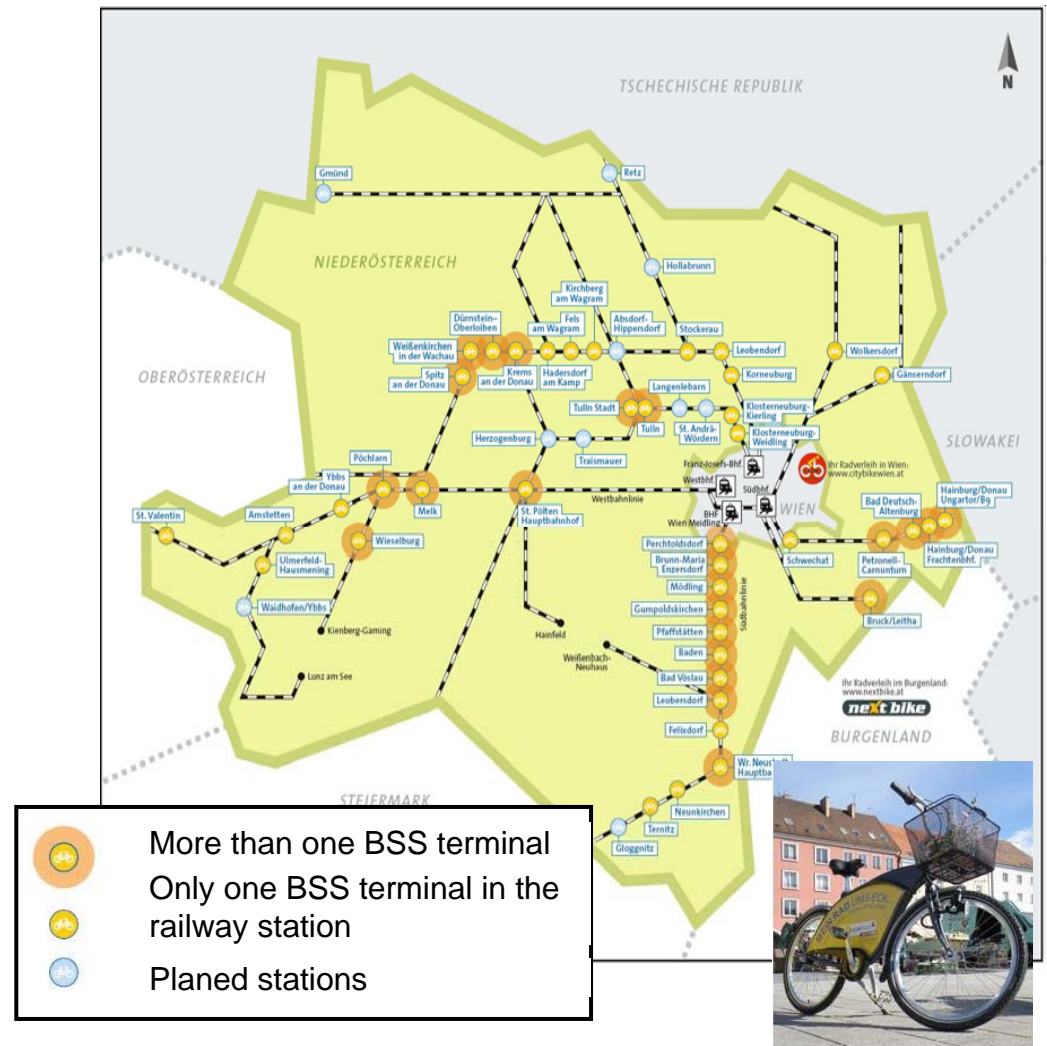 TSCHECHISCHE REPUBLIK
N
Gmünd
Retz
NIEDERÖSTERREICH
Hollabrunn
Kirchberg
am Wagram
Dürnstein–
Oberloiben
Fels
am Wagram
Absdorf-
Hippersdorf
Stockerau
Weißenkirchen
in der Wachau
Leobendorf
Wolkersdorf
OBERÖSTERREICH
Spitz
an der Donau
Krems
an der Donau
Hadersdorf
am Kamp
Korneuburg
Gänserndorf
Langenlebarn
Tulln Stadt
Tulln
St. Andrä-
Wördern
Klosterneuburg-
Kierling
Klosterneuburg-
Weidling
SLOWAKEI
Herzogenburg
Traismauer
Pöchlarn
Franz-Josefs-Bhf.
Ihr Radverleih in Wien:
www.citybikewien.at
Ybbs
an der Donau
Westbhf.
Südbhf.
Westbahnlinie
Melk
St. Pölten
Hauptbahnhof
BHF
Wien Meidling
WIEN
Bad Deutsch-
Altenburg
Hainburg/Donau
Ungartor/B9
St. Valentin
Amstetten
Wieselburg
Perchtoldsdorf
Schwechat
Petronell-
Carnuntum
Hainburg/Donau
Frachtenbhf.
Ulmerfeld-
Hausmening
Brunn-Maria
Enzersdorf
Mödling
Südbahnlinie
Waidhofen/Ybbs
Gumpoldskirchen
Bruck/Leitha
Kienberg-Gaming
Hainfeld
Pfaffstätten
Weißenbach-
Neuhaus
Baden
Lunz am See
Bad Vöslau
Ihr Radverleih im Burgenland:
www.nextbike.at
Leobersdorf
next bike
Felixdorf
BURGENLAND
Wr. Neustadt
STEIERMARK
Neunkirchen
Ternitz
Gloggnitz
More than one BSS terminal
Only one BSS terminal in the
railway station
Planed stations